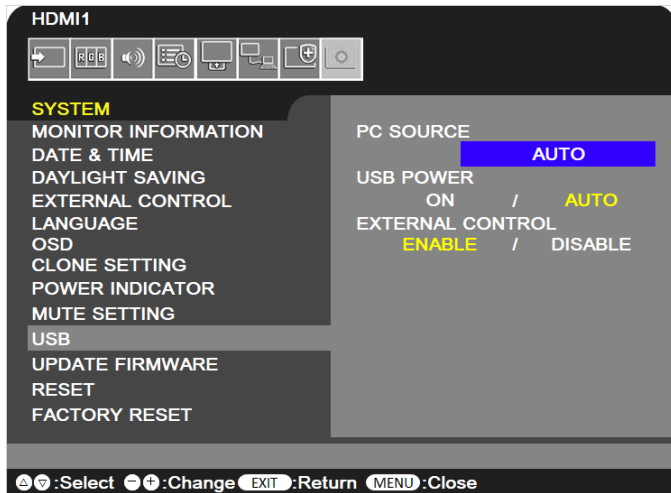 HDMI1
RGB
SYSTEM
MONITOR INFORMATION
DATE & TIME
DAYLIGHT SAVING
EXTERNAL CONTROL
LANGUAGE
OSD
CLONE SETTING
POWER INDICATOR
MUTE SETTING
USB
UPDATE FIRMWARE
RESET
FACTORY RESET
PC SOURCE
AUTO
USB POWER
ON / AUTO
EXTERNAL CONTROL
ENABLE / DISABLE
:Select :Change EXIT :Return MENU :Close